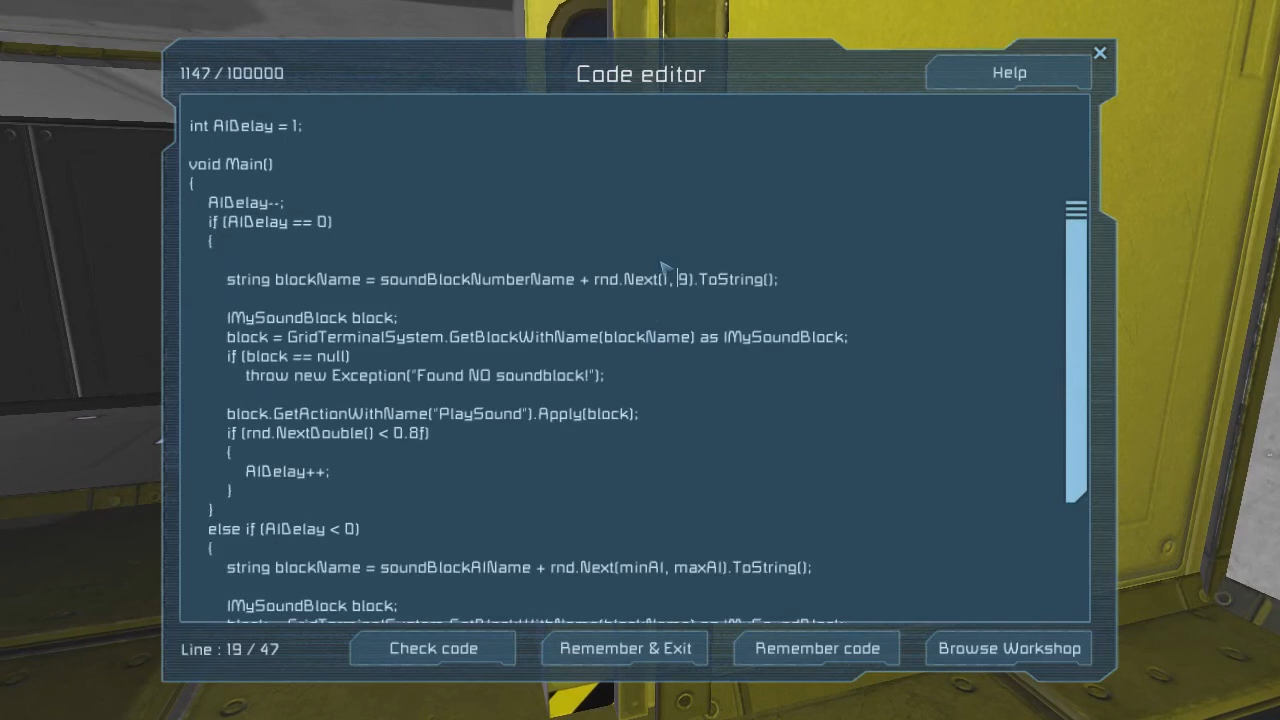 1147 / 100000
Code editor
Help
int AIDelay = 1;
void Main()
{
AIDelay--;
if (AIDelay == 0)
{
string blockName = soundBlockNumberName + rnd.Next(1, 9).ToString();
IMySoundBlock block;
block = GridTerminalSystem.GetBlockWithName(blockName) as IMySoundBlock;
if (block == null)
throw new Exception("Found NO soundblock!");
block.GetActionWithName("PlaySound").Apply(block);
if (rnd.NextDouble() < 0.8f)
{
AIDelay++;
}
}
else if (AIDelay < 0)
{
string blockName = soundBlockAIName + rnd.Next(minAI, maxAI).ToString();
IMySoundBlock block;
Line : 19 / 47
Check code
Remember & Exit
Remember code
Browse Workshop